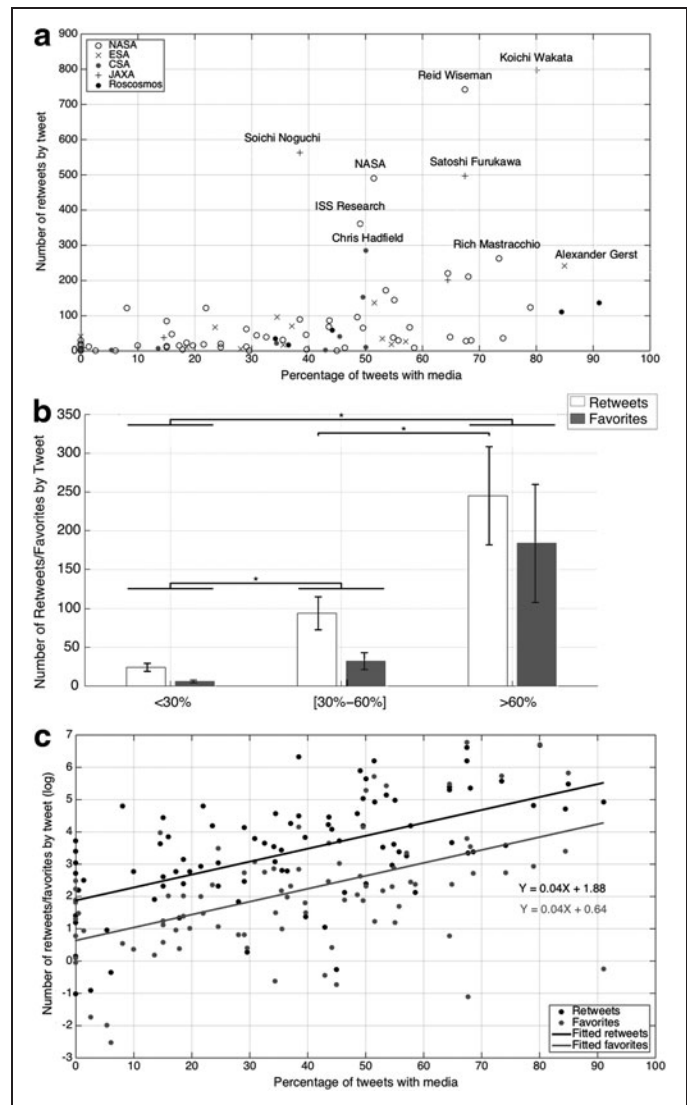 a
NASA
ESA
CSA
JAXA
Roscosmos
Koichi Wakata
Reid Wiseman
Soichi Noguchi
NASA
Satoshi Furukawa
ISS Research
Chris Hadfield
Rich Mastracchio
Alexander Gerst
Number of retweets by tweet
900
800
700
600
500
400
300
200
100
0
0 10 20 30 40 50 60 70 80 90 100
Percentage of tweets with media
b
Retweets
Favorites
*
*
*
Number of Retweets/Favorites by Tweet
350
300
250
200
150
100
50
0
<30% [30%–60%] >60%
c
Number of retweets/favorites by tweet (log)
7
6
5
4
3
2
1
0
-1
-2
-3
Y = 0.04X + 1.88
Y = 0.04X + 0.64
Retweets
Favorites
Fitted retweets
Fitted favorites
0 10 20 30 40 50 60 70 80 90 100
Percentage of tweets with media